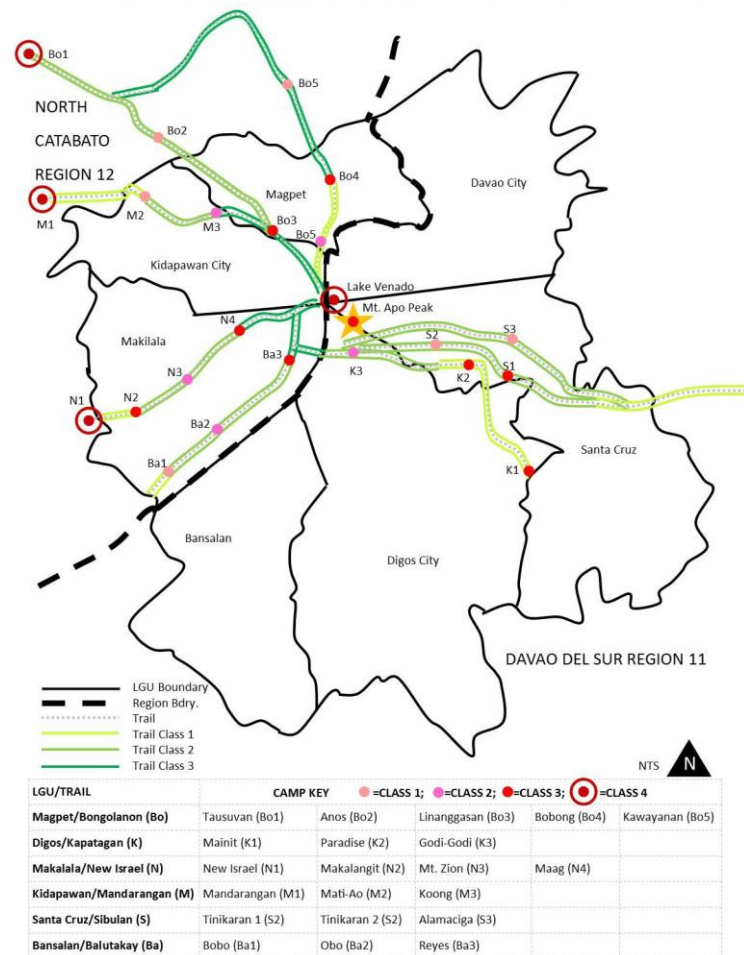 Bo1
Bo5
NORTH
CATABATO
REGION 12
Bo2
Davao City
Magpet
Bo4
M1
M2
M3
Bo3
Bo5
Kidapawan City
Lake Venado
Mt. Apo Peak
Makilala
N4
S2
S3
Ba3
K3
N3
K2
S1
N1
N2
Ba2
Santa Cruz
Ba1
K1
Bansalan
Digos City
DAVAO DEL SUR REGION 11
LGU Boundary
Region Bdry.
Trail
Trail Class 1
Trail Class 2
Trail Class 3
NTS N
LGU/TRAIL CAMP KEY =CLASS 1; =CLASS 2; =CLASS 3; =CLASS 4
Magpet/Bongolanon (Bo) Tausuvan (Bo1) Anos (Bo2) Linanggasan (Bo3) Bobong (Bo4) Kawayanan (Bo5)
Digos/Kapatagan (K) Mainit (K1) Paradise (K2) Godi-Godi (K3)
Makalala/New Israel (N) New Israel (N1) Makalangit (N2) Mt. Zion (N3) Maag (N4)
Kidapawan/Mandarangan (M) Mandarangan (M1) Mati-Ao (M2) Koong (M3)
Santa Cruz/Sibulan (S) Tinikaran 1 (S2) Tinikaran 2 (S2) Alamaciga (S3)
Bansalan/Balutakay (Ba) Bobo (Ba1) Obo (Ba2) Reyes (Ba3)